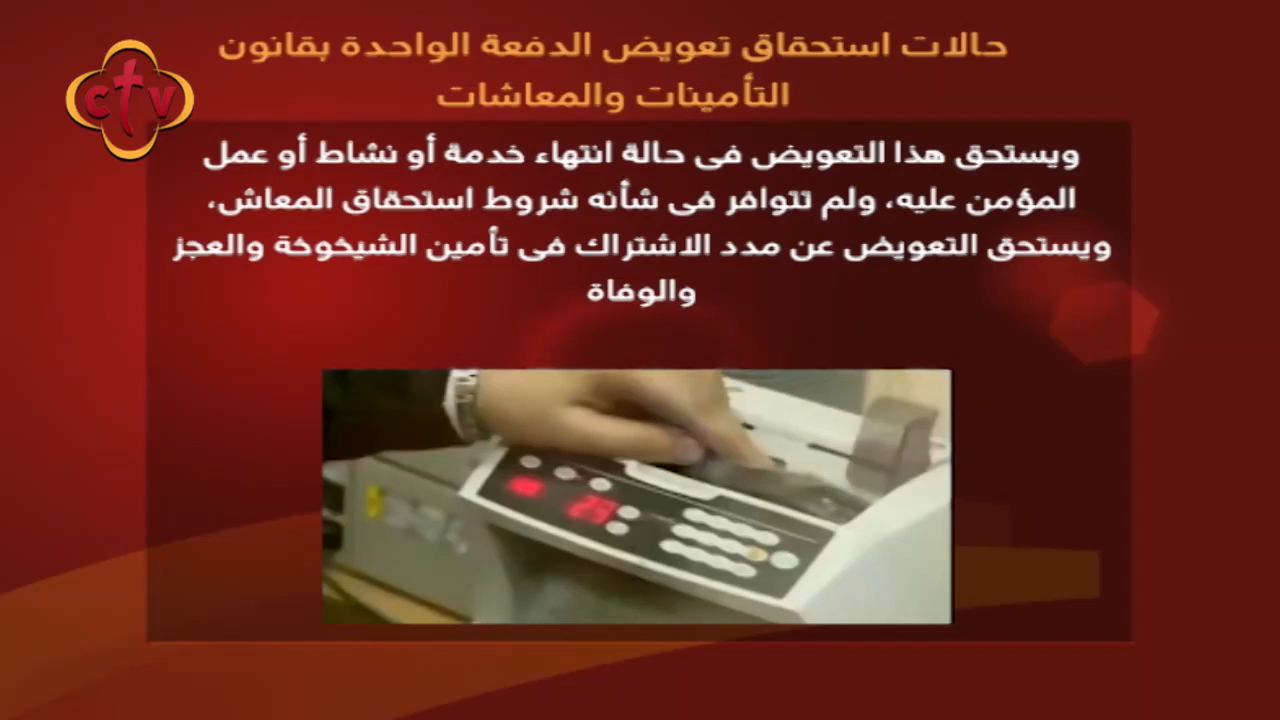 حالات استحقاق تعويض الدفعة الواحدة بقانون
التأمينات والمعاشات
ctv
ويستحق هذا التعويض فى حالة انتهاء خدمة أو نشاط أو عمل
المؤمن عليه، ولم تتوافر فى شأنه شروط استحقاق المعاش،
ويستحق التعويض عن مدد الاشتراك فى تأمين الشيخوخة والعجز
والوفاة